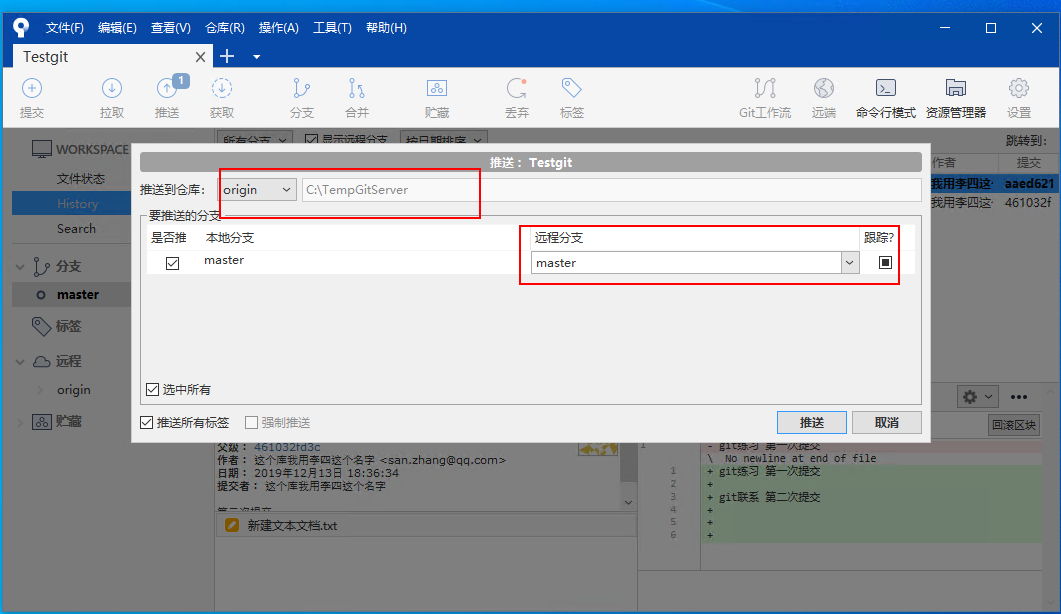 文件(F) 编辑(E) 查看(V) 仓库(R) 操作(A) 工具(T) 帮助(H)
Testgit
1
提交 拉取 推送 获取 分支 合并 贮藏 丢弃 标签 Git工作流 远端 命令行模式 资源管理器 设置
所有分支 显示远程分支 按日期排序 跳转到:
WORKSPACE
文件状态
History
Search
分支
master
标签
远程
origin
贮藏
作者 提交
我用李四这· aaed621
我用李四这· 461032f
推送: Testgit
推送到仓库: origin C:\TempGitServer
要推送的分支
是否推 本地分支 远程分支 跟踪?
master master
选中所有
推送所有标签 强制推送 推送 取消
回滚区块
父级: 461032fd3c
作者: 这个库我用李四这个名字 <san.zhang@qq.com>
日期: 2019年12月13日 18:36:34
提交者: 这个库我用李四这个名字
第二次提交
新建文本文档.txt
1 - git练习 第一次提交
\ No newline at end of file
1 + git练习 第一次提交
2 +
3 + git联系 第二次提交
4 +
5 +
6 +